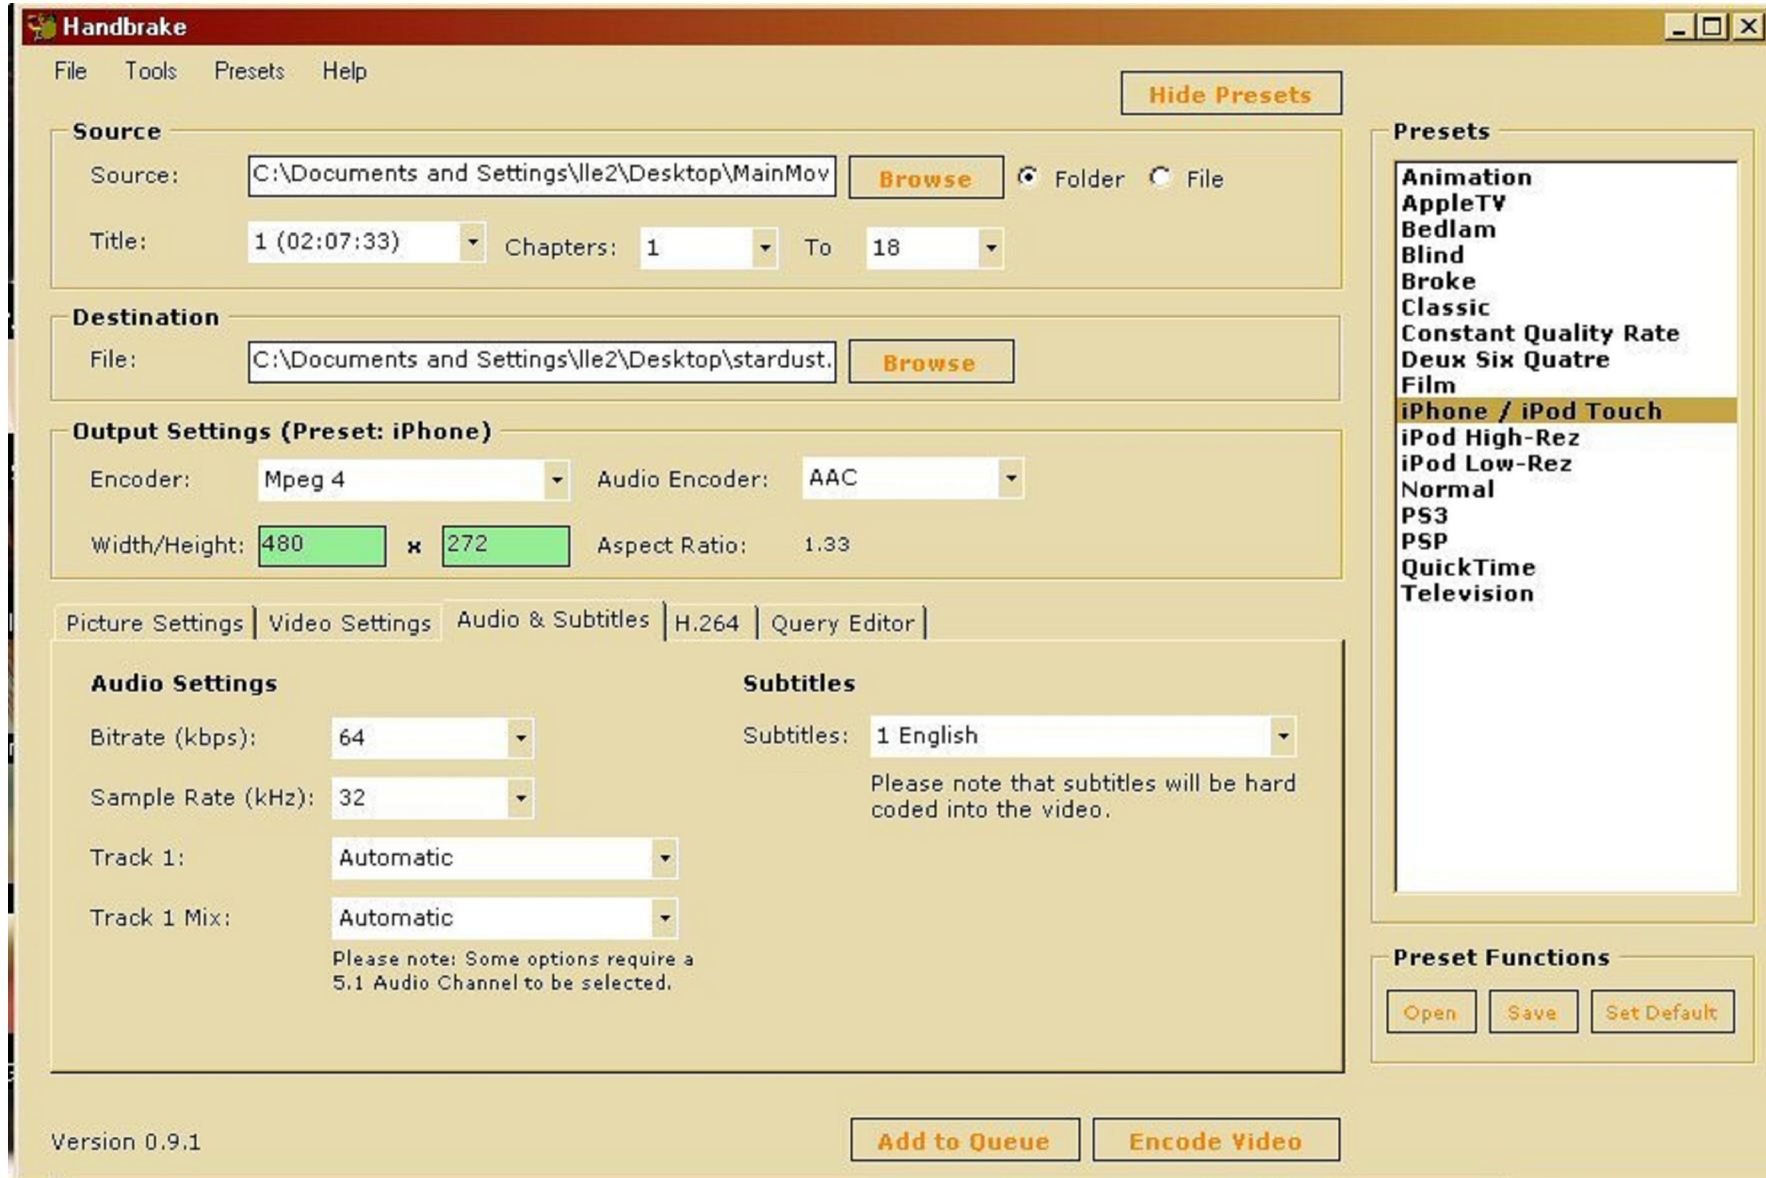 Handbrake
File Tools Presets Help
Hide Presets
Source
Source: C:\Documents and Settings\lle2\Desktop\MainMov Browse Folder File
Title: 1 (02:07:33) Chapters: 1 To 18
Destination
File: C:\Documents and Settings\lle2\Desktop\stardust. Browse
Output Settings (Preset: iPhone)
Encoder: Mpeg 4 Audio Encoder: AAC
Width/Height: 480 x 272 Aspect Ratio: 1.33
Picture Settings Video Settings Audio & Subtitles H.264 Query Editor
Audio Settings
Bitrate (kbps): 64
Sample Rate (kHz): 32
Track 1: Automatic
Track 1 Mix: Automatic
Please note: Some options require a
5.1 Audio Channel to be selected.
Subtitles
Subtitles: 1 English
Please note that subtitles will be hard
coded into the video.
Presets
Animation
AppleTV
Bedlam
Blind
Broke
Classic
Constant Quality Rate
Deux Six Quatre
Film
iPhone / iPod Touch
iPod High-Rez
iPod Low-Rez
Normal
PS3
PSP
QuickTime
Television
Preset Functions
Open Save Set Default
Version 0.9.1
Add to Queue Encode Video